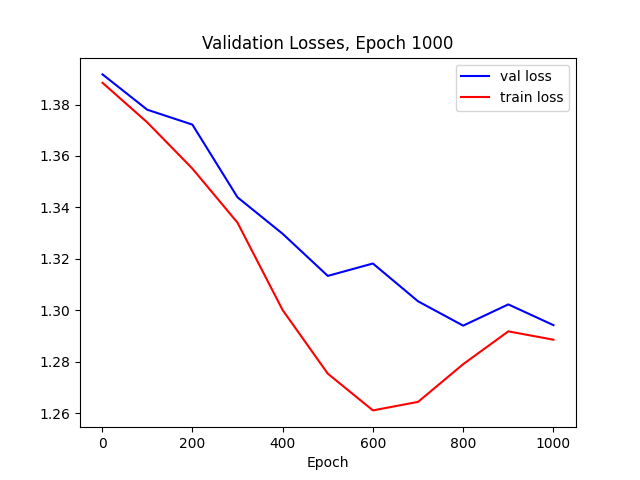 Validation Losses, Epoch 1000
val loss
train loss
1.38
1.36
1.34
1.32
1.30
1.28
1.26
0 200 400 600 800 1000
Epoch